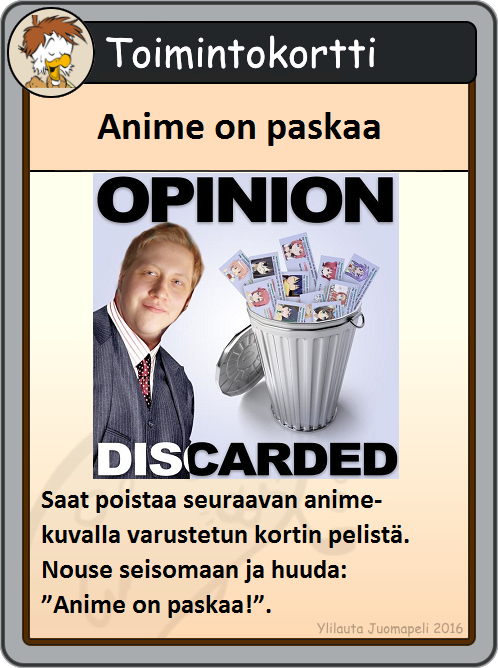 Toimintokortti
Anime on paskaa
OPINION
DISCARDED
Saat poistaa seuraavan anime-
kuvalla varustetun kortin pelistä.
Nouse seisomaan ja huuda:
”Anime on paskaa!”.
Ylilauta Juomapeli 2016